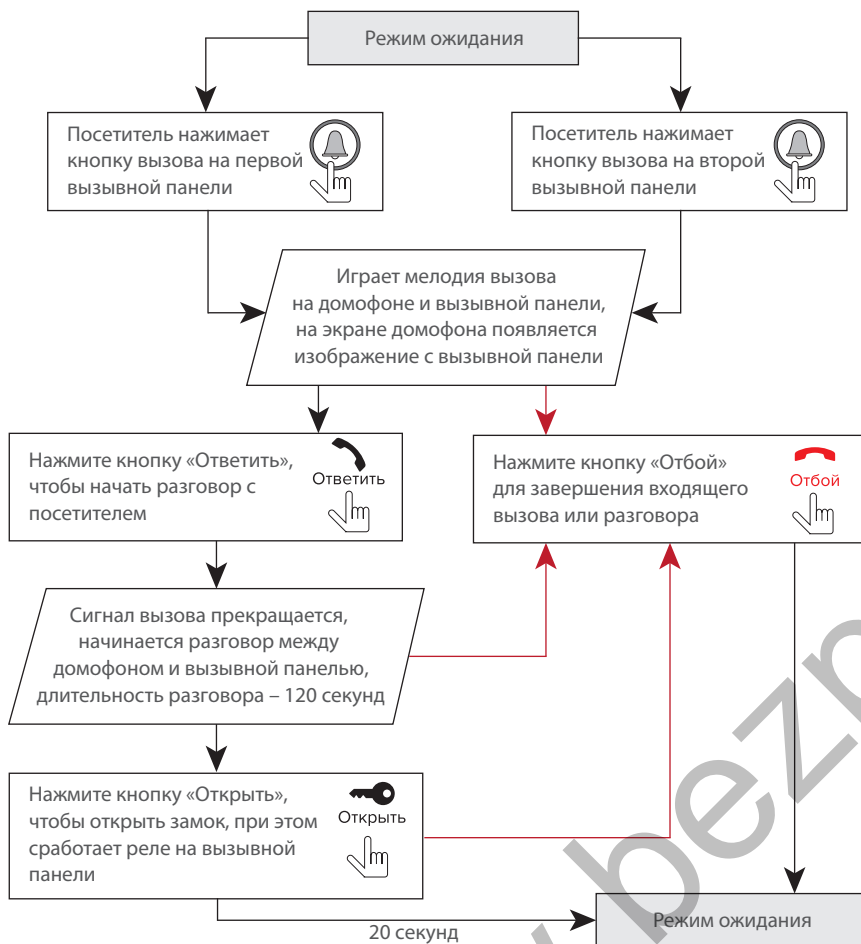 Режим ожидания
Посетитель нажимает
кнопку вызова на первой
вызывной панели
Посетитель нажимает
кнопку вызова на второй
вызывной панели
Играет мелодия вызова
на домофоне и вызывной панели,
на экране домофона появляется
изображение с вызывной панели
Нажмите кнопку «Ответить»,
чтобы начать разговор с
посетителем
Ответить
Нажмите кнопку «Отбой»
для завершения входящего
вызова или разговора
Отбой
Сигнал вызова прекращается,
начинается разговор между
домофоном и вызывной панелью,
длительность разговора – 120 секунд
Нажмите кнопку «Открыть»,
чтобы открыть замок, при этом
сработает реле на вызывной
панели
Открыть
20 секунд
Режим ожидания